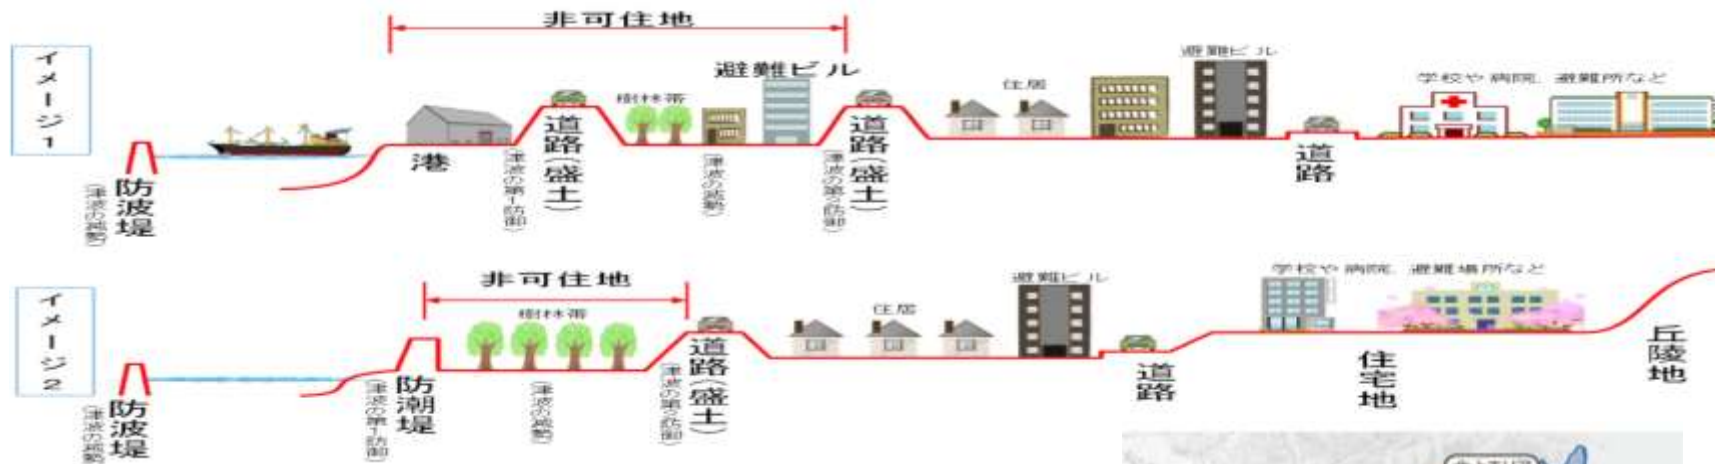 非可住地
イメージ1
避難ビル
避難ビル
樹林帯
住居
学校や病院、避難所など
港
道路(盛土)
(津波の第1防御)
(津波の減勢)
道路(盛土)
(津波の第2防御)
道路
防波堤
(津波の減勢)
非可住地
イメージ2
樹林帯
住居
避難ビル
学校や病院、避難場所など
防波堤
(津波の減勢)
防潮堤
(津波の第1防御)
(津波の減勢)
道路(盛土)
(津波の第2防御)
道路
住宅地
丘陵地